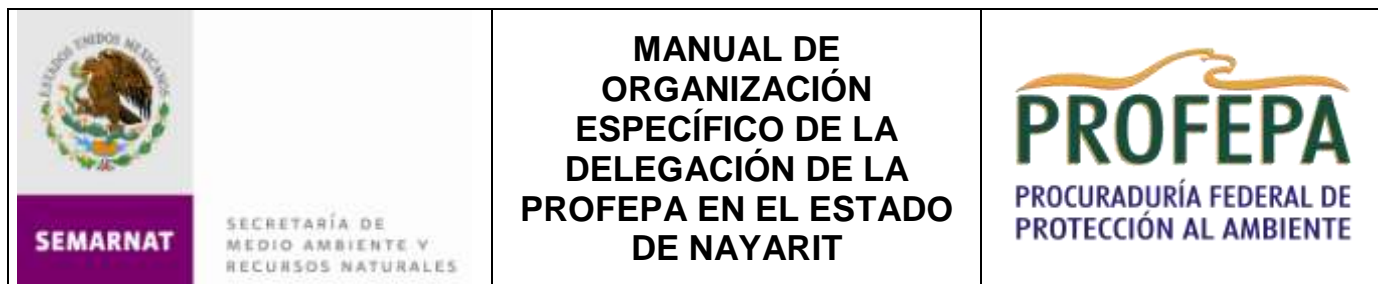 ESTADOS UNIDOS MEXICANOS
SEMARNAT
SECRETARÍA DE
MEDIO AMBIENTE Y
RECURSOS NATURALES
MANUAL DE
ORGANIZACIÓN
ESPECÍFICO DE LA
DELEGACIÓN DE LA
PROFEPA EN EL ESTADO
DE NAYARIT
PROFEPA
PROCURADURÍA FEDERAL DE
PROTECCIÓN AL AMBIENTE